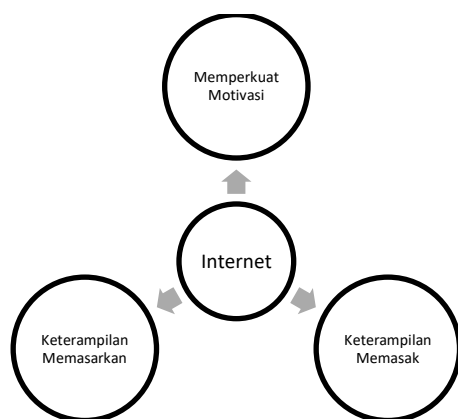 Memperkuat
Motivasi
Internet
Keterampilan
Memasarkan
Keterampilan
Memasak